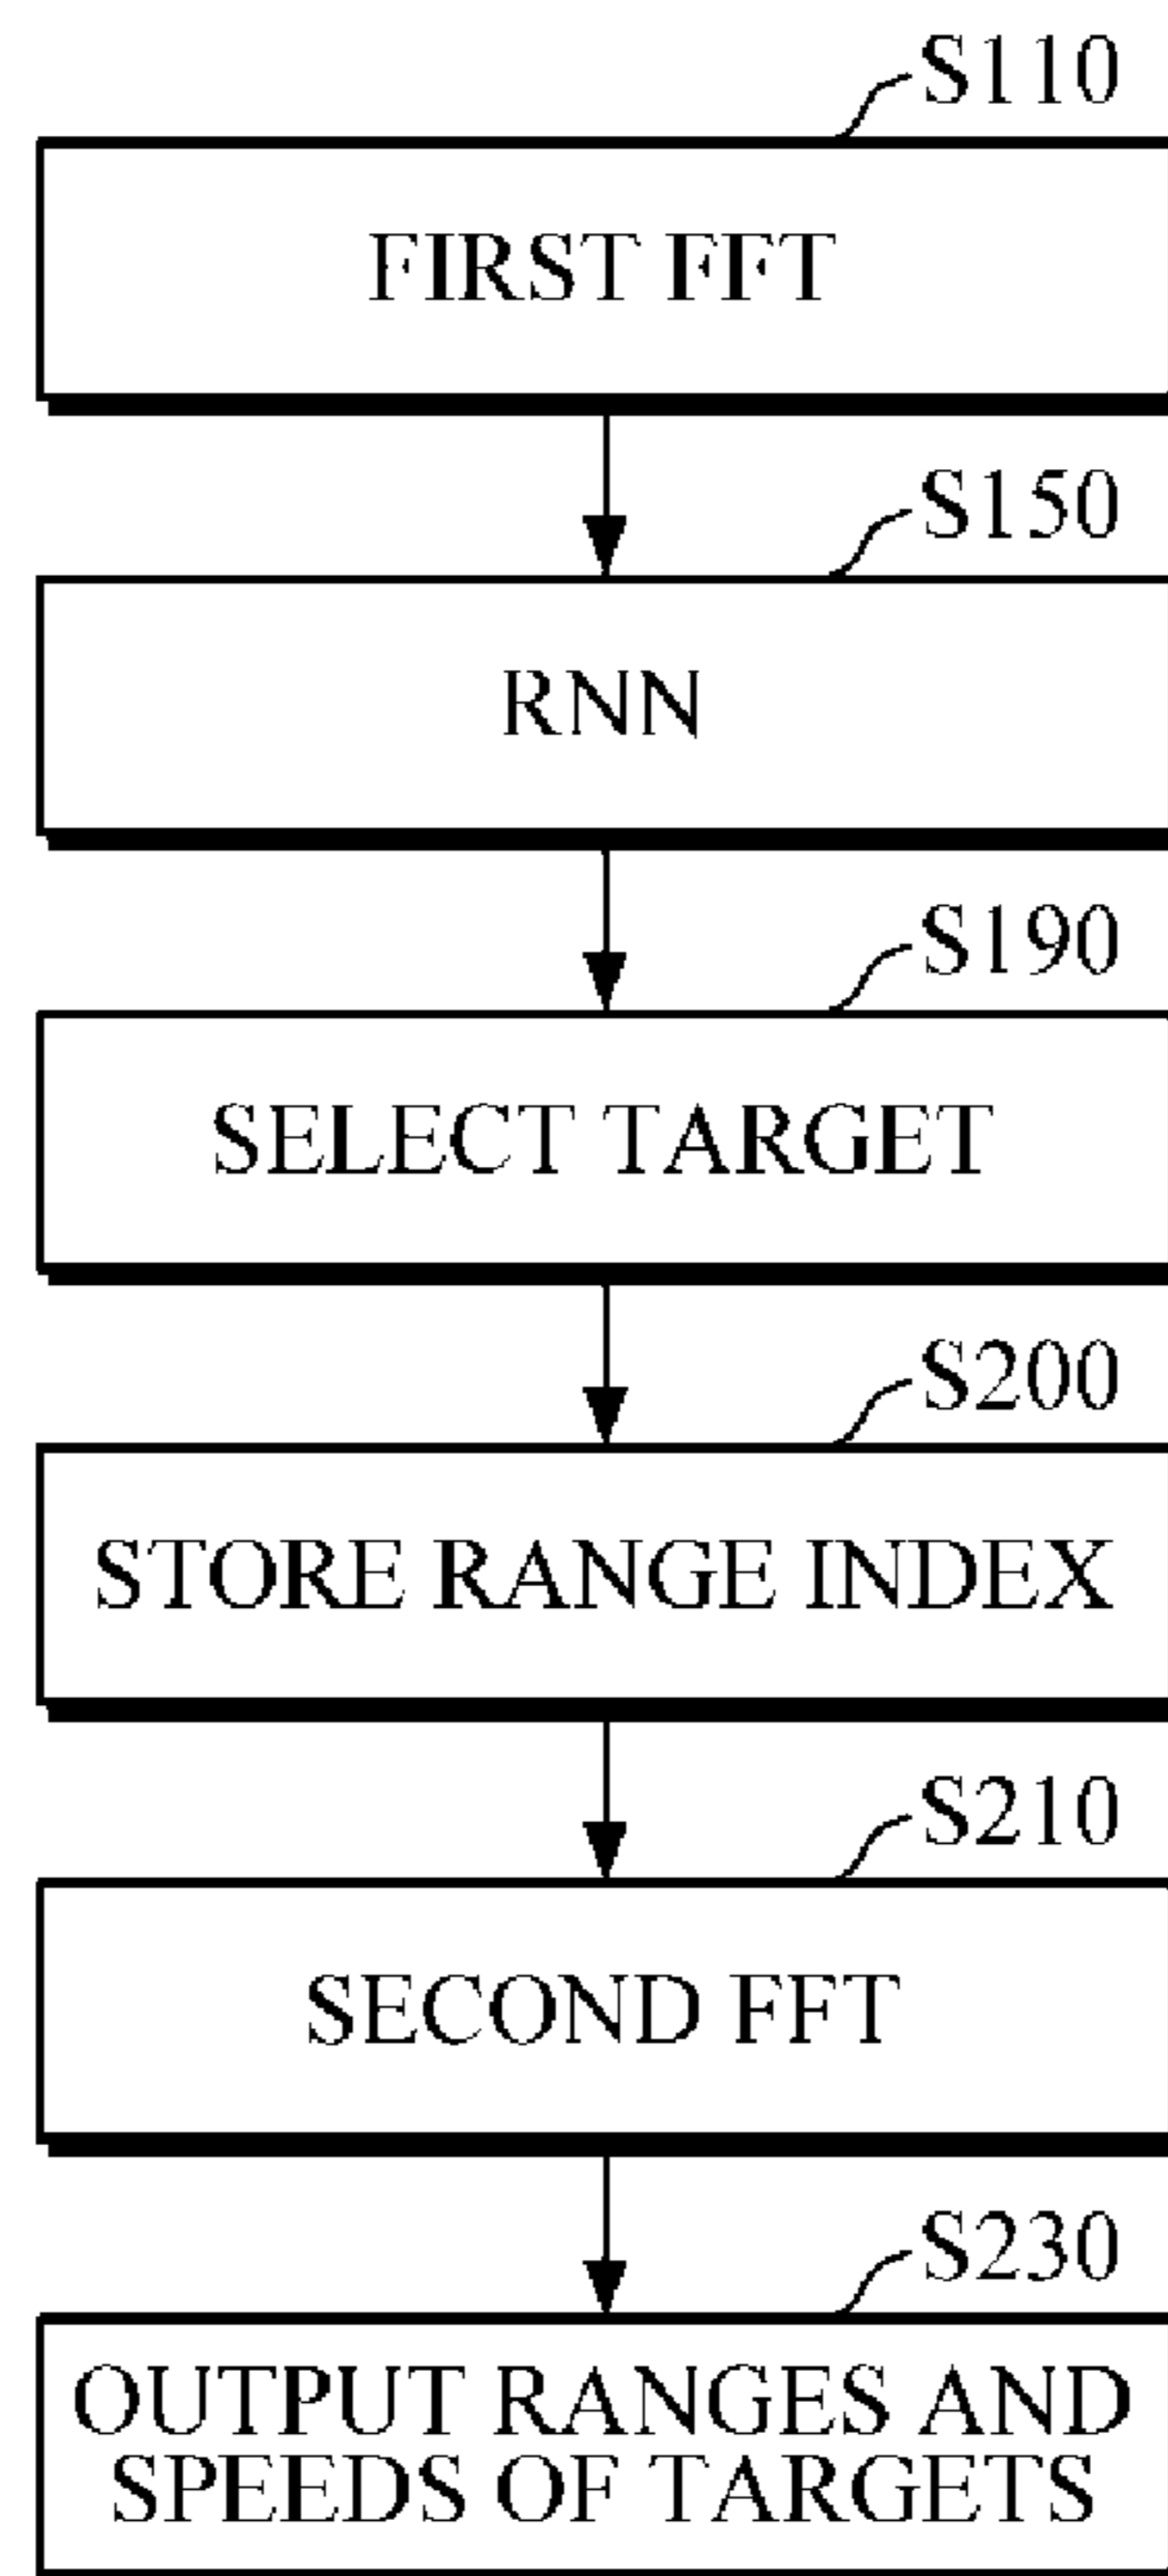 S110
FIRST FFT
S150
RNN
S190
SELECT TARGET
S200
STORE RANGE INDEX
S210
SECOND FFT
S230
OUTPUT RANGES AND
SPEEDS OF TARGETS